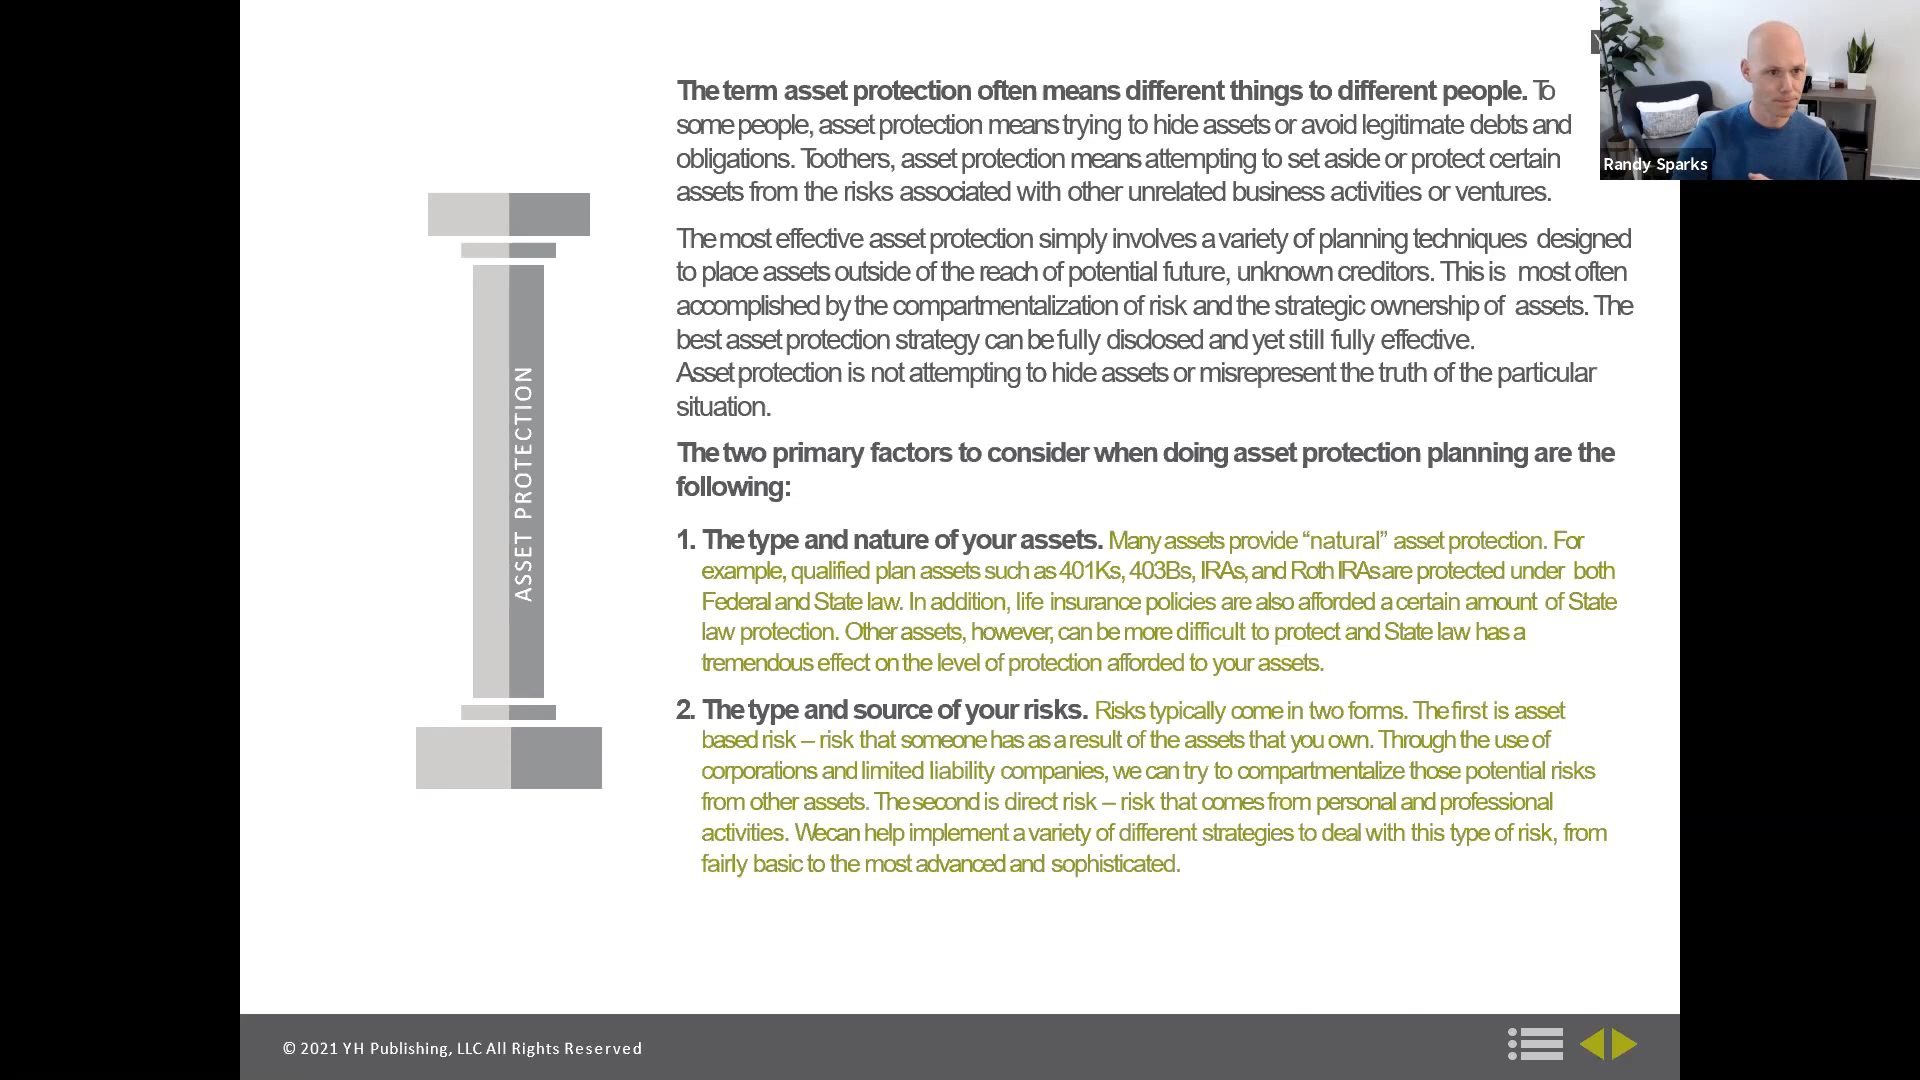 The term asset protection often means different things to different people. To
some people, asset protection means trying to hide assets or avoid legitimate debts and
obligations. To others, asset protection means attempting to set aside or protect certain
assets from the risks associated with other unrelated business activities or ventures.
The most effective asset protection simply involves a variety of planning techniques designed
to place assets outside of the reach of potential future, unknown creditors. This is most often
accomplished by the compartmentalization of risk and the strategic ownership of assets. The
best asset protection strategy can be fully disclosed and yet still fully effective.
Asset protection is not attempting to hide assets or misrepresent the truth of the particular
situation.
The two primary factors to consider when doing asset protection planning are the
following:
1. The type and nature of your assets. Many assets provide “natural” asset protection. For
example, qualified plan assets such as 401Ks, 403Bs, IRAs, and Roth IRAs are protected under both
Federal and State law. In addition, life insurance policies are also afforded a certain amount of State
law protection. Other assets, however, can be more difficult to protect and State law has a
tremendous effect on the level of protection afforded to your assets.
2. The type and source of your risks. Risks typically come in two forms. The first is asset
based risk – risk that someone has as a result of the assets that you own. Through the use of
corporations and limited liability companies, we can try to compartmentalize those potential risks
from other assets. The second is direct risk – risk that comes from personal and professional
activities. We can help implement a variety of different strategies to deal with this type of risk, from
fairly basic to the most advanced and sophisticated.
ASSET PROTECTION
Randy Sparks
© 2021 YH Publishing, LLC All Rights Reserved